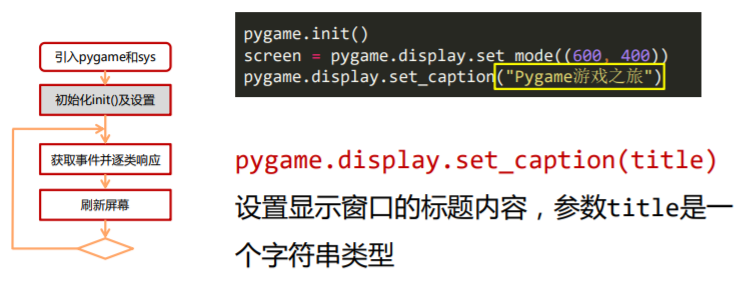 引入pygame和sys
初始化init()及设置
获取事件并逐类响应
刷新屏幕
pygame.init()
screen = pygame.display.set_mode((600, 400))
pygame.display.set_caption("Pygame游戏之旅")
pygame.display.set_caption(title)
设置显示窗口的标题内容，参数title是一
个字符串类型